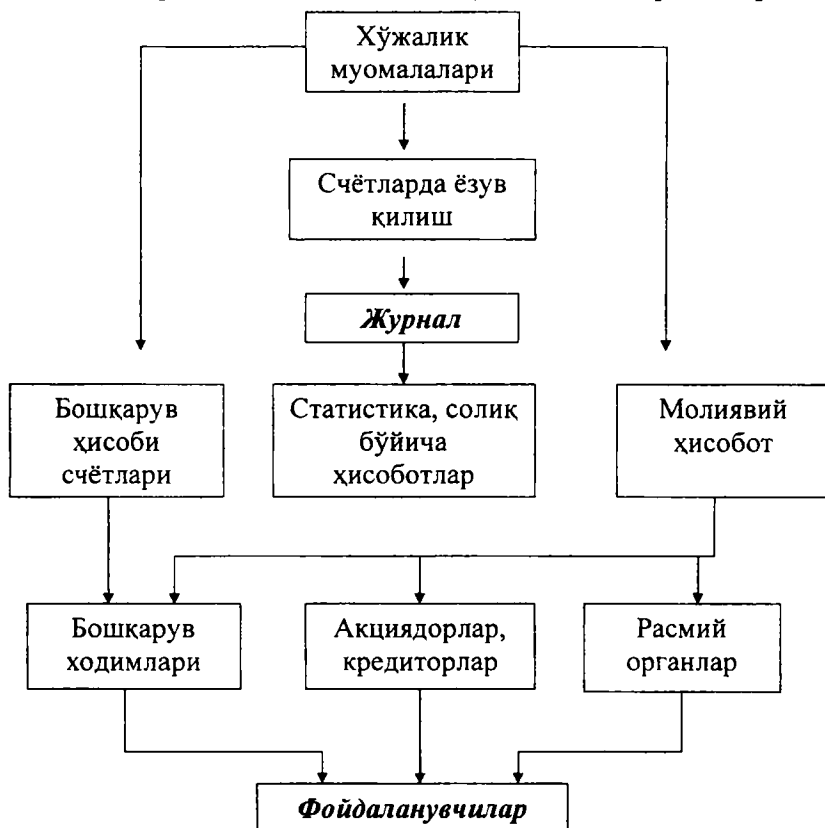 Хўжалик
муомалалари
Счётларда ёзув
қилиш
Журнал
Бошқарув
ҳисоби
счётлари
Статистика, солиқ
бўйича
ҳисоботлар
Молиявий
ҳисобот
Бошқарув
ходимлари
Акциядорлар,
кредиторлар
Расмий
органлар
Фойдаланувчилар